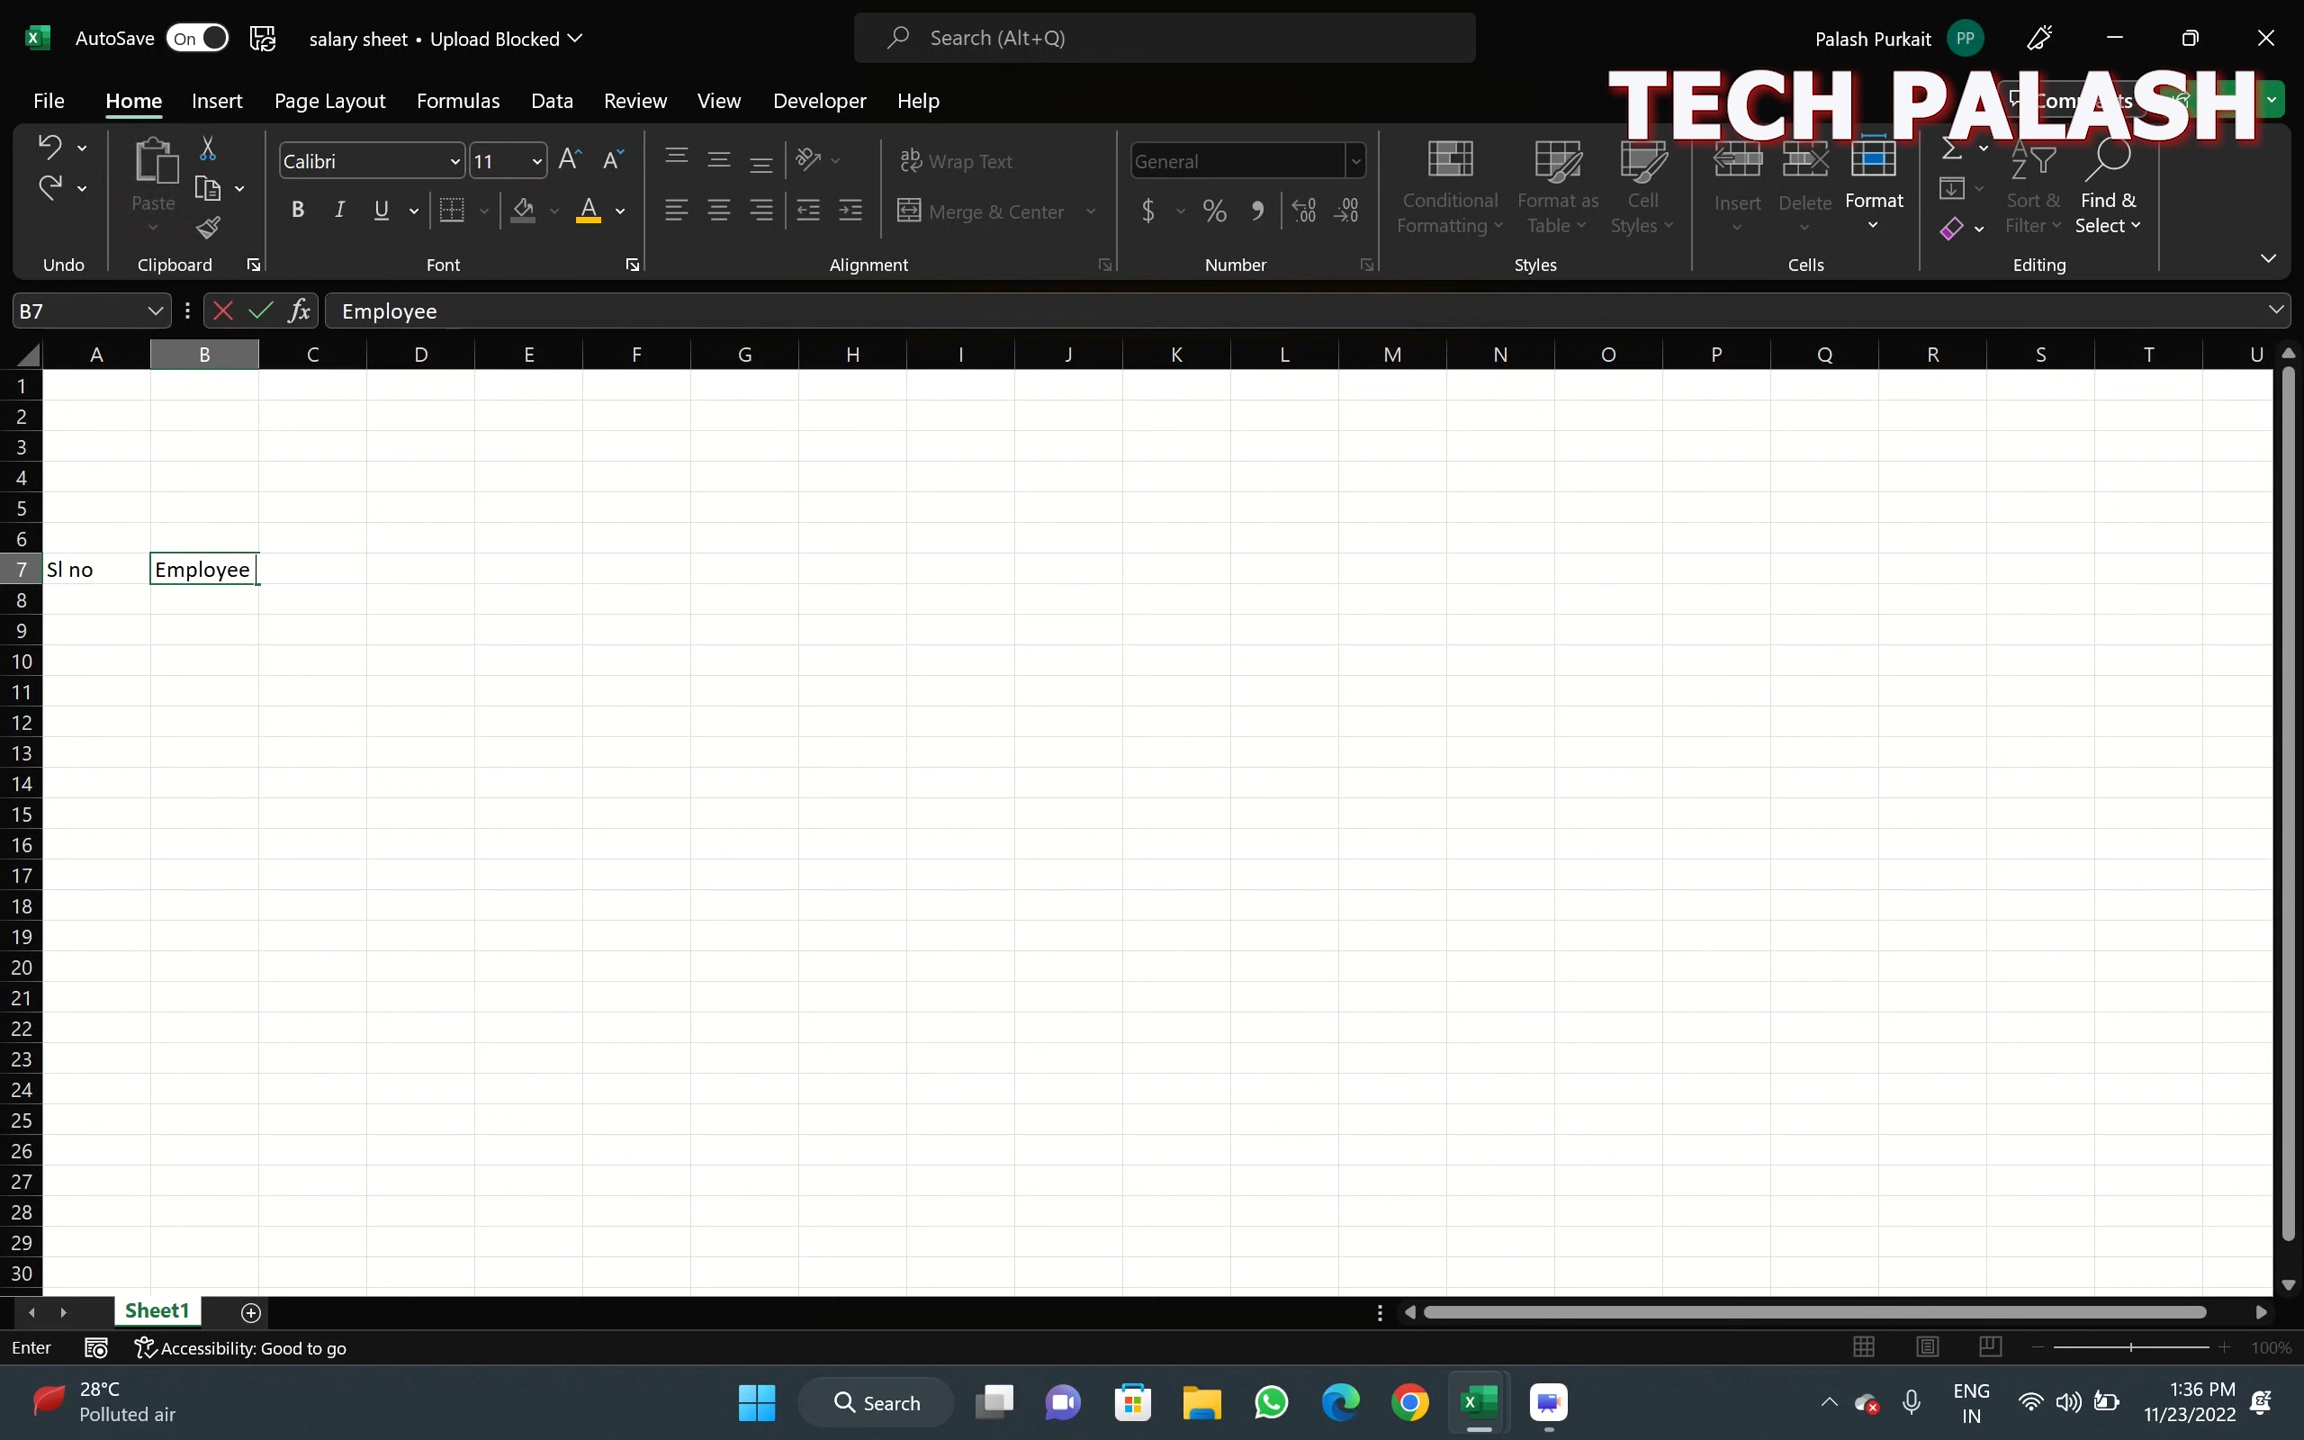 AutoSave On salary sheet • Upload Blocked Search (Alt+Q) Palash Purkait PP
TECH PALASH
File Home Insert Page Layout Formulas Data Review View Developer Help
Calibri 11 Wrap Text General
Paste B I U Merge & Center $ % Conditional Formatting Format as Table Cell Styles Insert Delete Format Sort & Filter Find & Select
Undo Clipboard Font Alignment Number Styles Cells Editing
B7 fx Employee
A B C D E F G H I J K L M N O P Q R S T U
1
2
3
4
5
6
7 Sl no Employee
8
9
10
11
12
13
14
15
16
17
18
19
20
21
22
23
24
25
26
27
28
29
30
Sheet1
Enter Accessibility: Good to go 100%
28°C
Polluted air
Search
ENG
IN
1:36 PM
11/23/2022